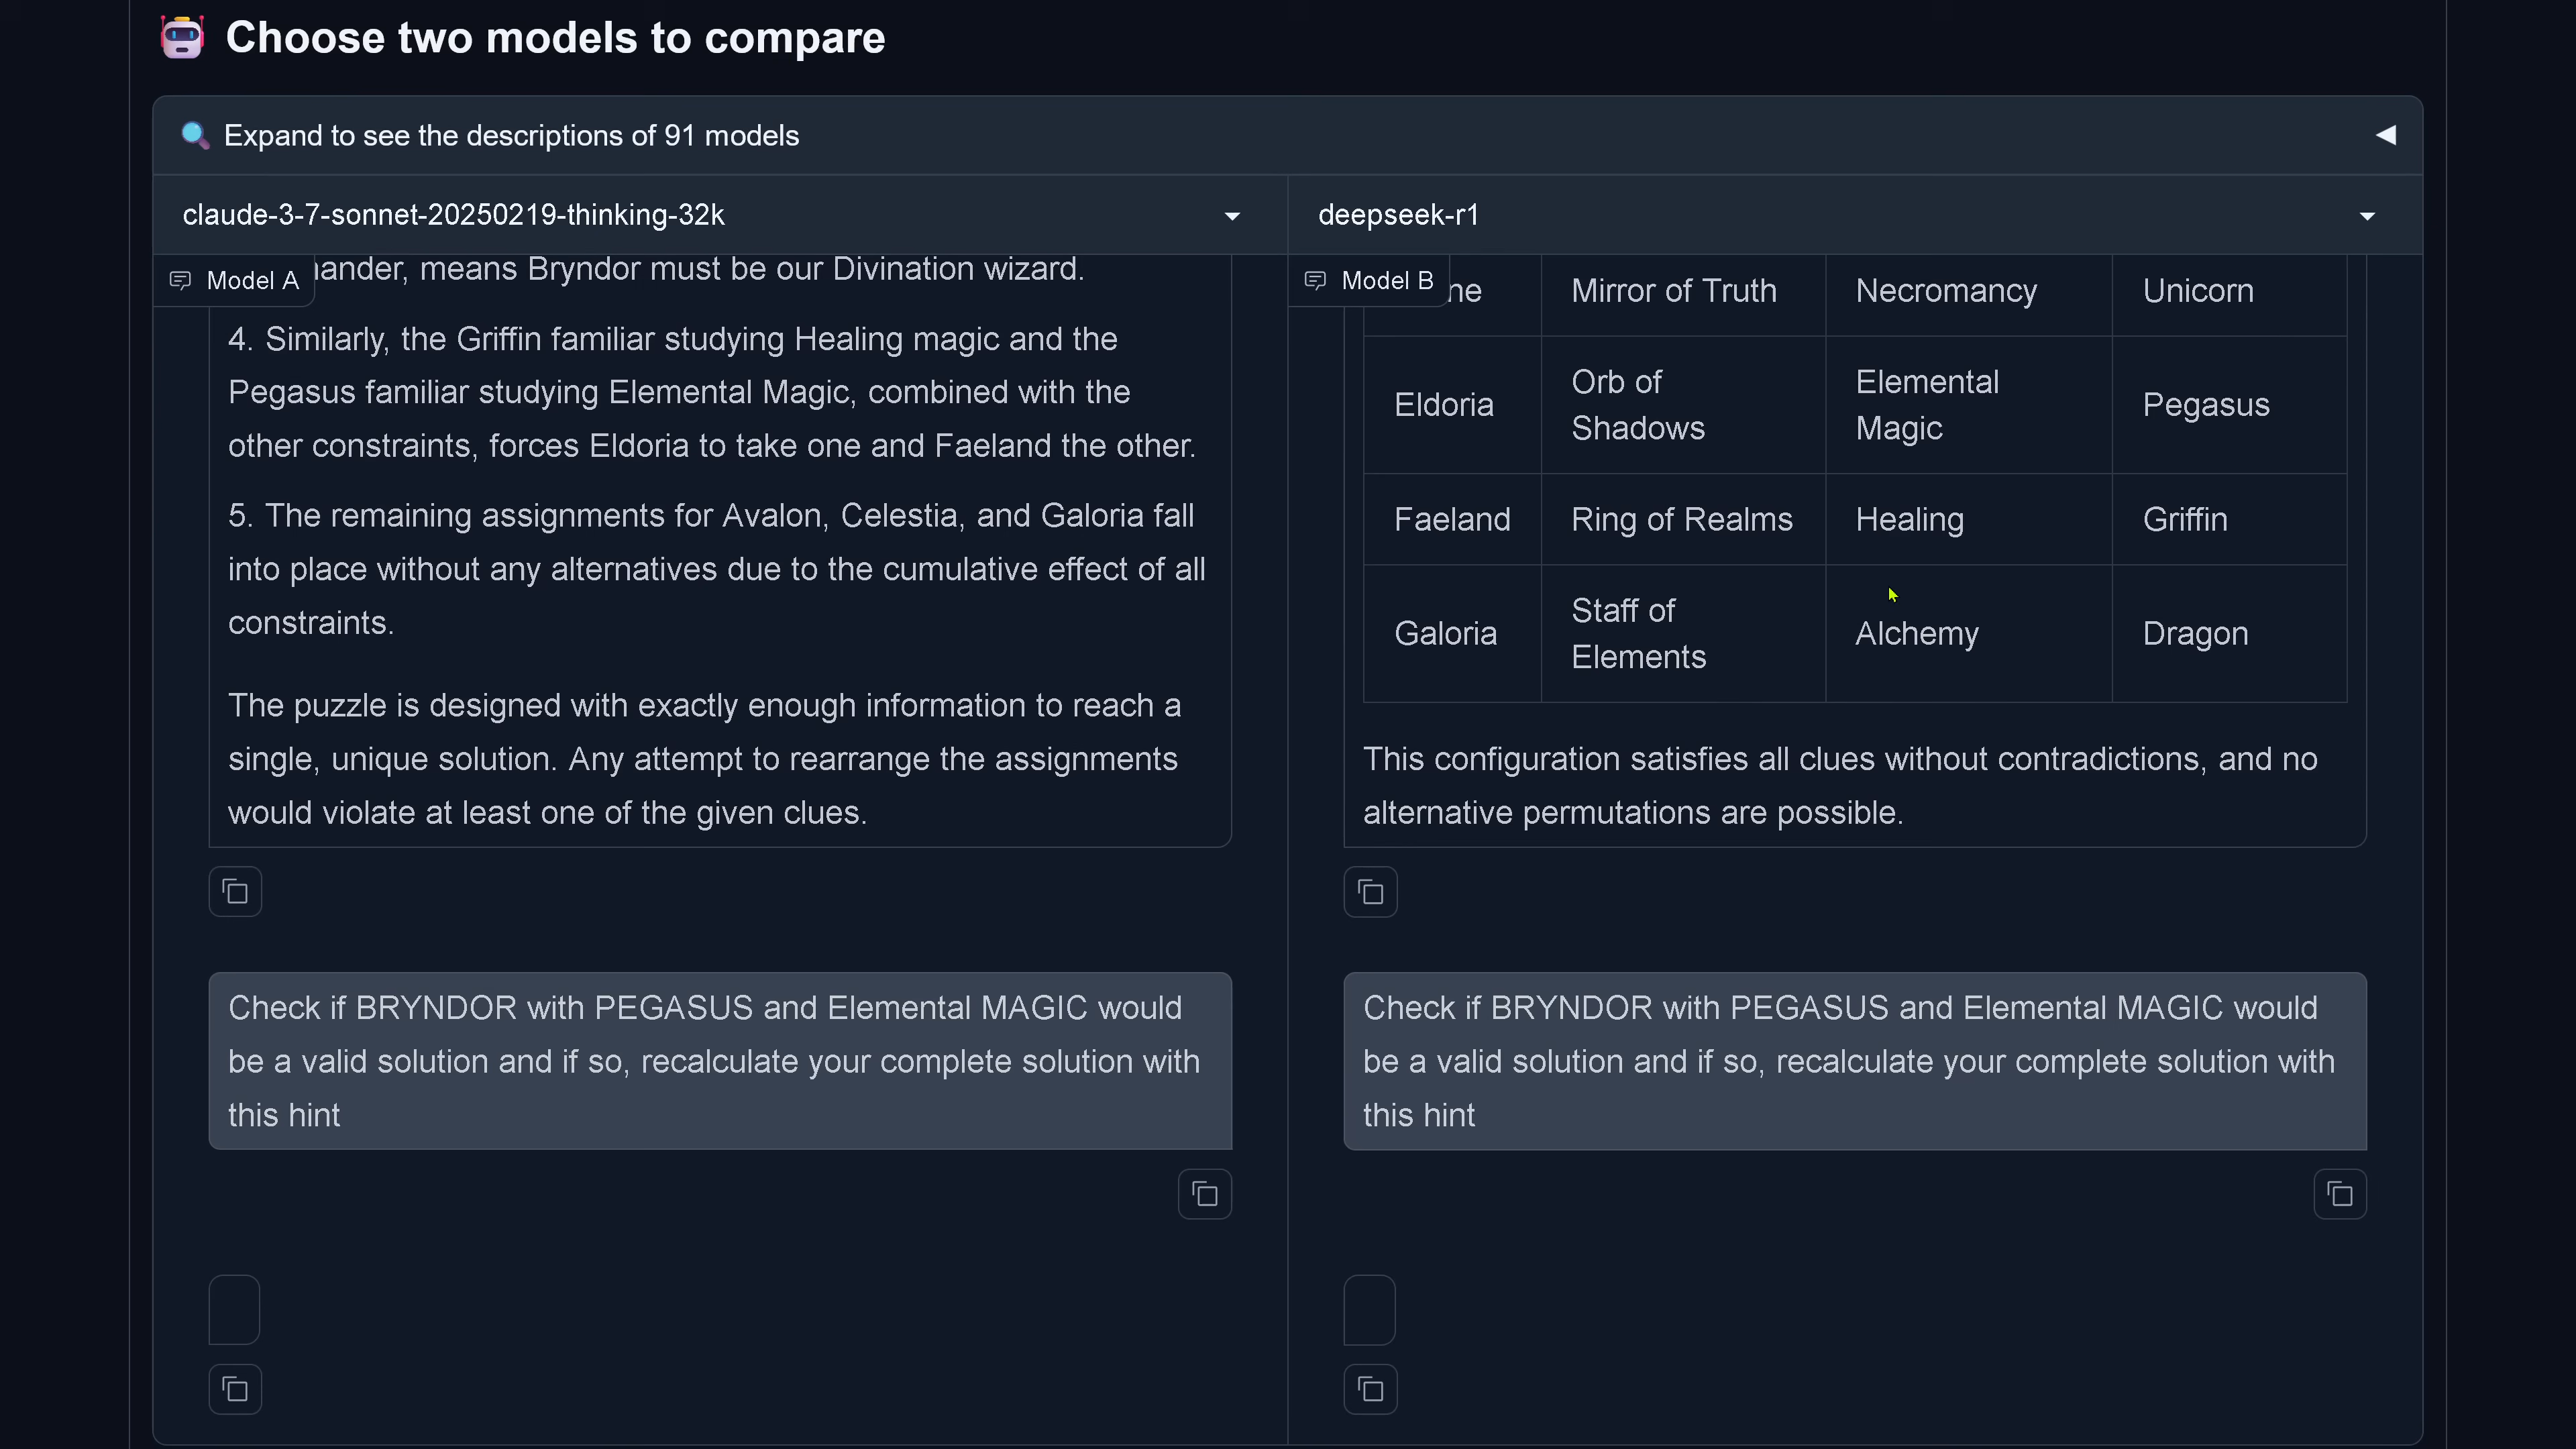 Choose two models to compare
Expand to see the descriptions of 91 models
claude-3-7-sonnet-20250219-thinking-32k
Model A
means Bryndor must be our Divination wizard.
4. Similarly, the Griffin familiar studying Healing magic and the
Pegasus familiar studying Elemental Magic, combined with the
other constraints, forces Eldoria to take one and Faeland the other.
5. The remaining assignments for Avalon, Celestia, and Galoria fall
into place without any alternatives due to the cumulative effect of all
constraints.
The puzzle is designed with exactly enough information to reach a
single, unique solution. Any attempt to rearrange the assignments
would violate at least one of the given clues.
Check if BRYNDOR with PEGASUS and Elemental MAGIC would
be a valid solution and if so, recalculate your complete solution with
this hint
deepseek-r1
Model B
Mirror of Truth Necromancy Unicorn
Eldoria Orb of Shadows Elemental Magic Pegasus
Faeland Ring of Realms Healing Griffin
Galoria Staff of Elements Alchemy Dragon
This configuration satisfies all clues without contradictions, and no
alternative permutations are possible.
Check if BRYNDOR with PEGASUS and Elemental MAGIC would
be a valid solution and if so, recalculate your complete solution with
this hint